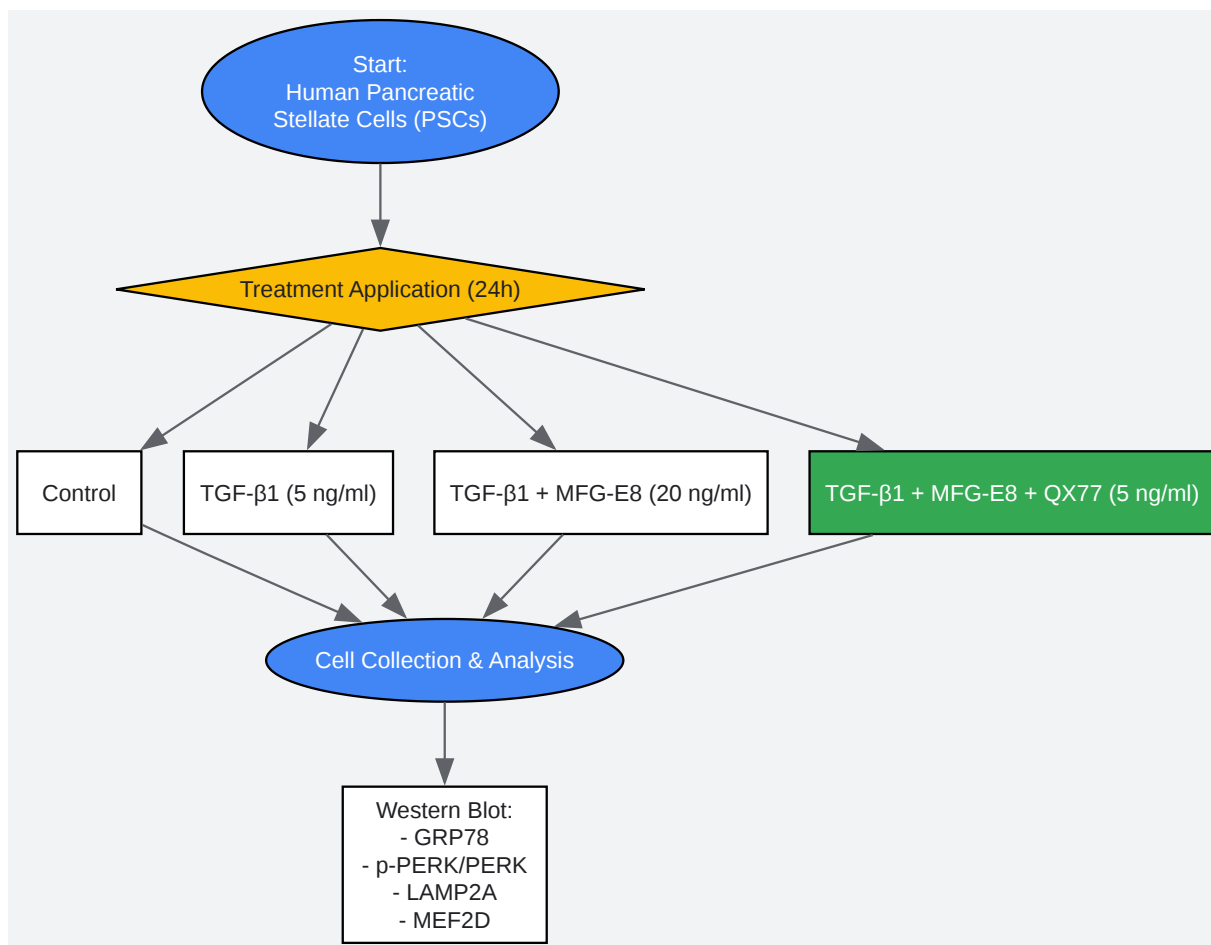 Start:
Human Pancreatic
Stellate Cells (PSCs)
Treatment Application (24h)
Control
TGF-β1 (5 ng/ml)
TGF-β1 + MFG-E8 (20 ng/ml)
TGF-β1 + MFG-E8 + QX77 (5 ng/ml)
Cell Collection & Analysis
Western Blot:
- GRP78
- p-PERK/PERK
- LAMP2A
- MEF2D